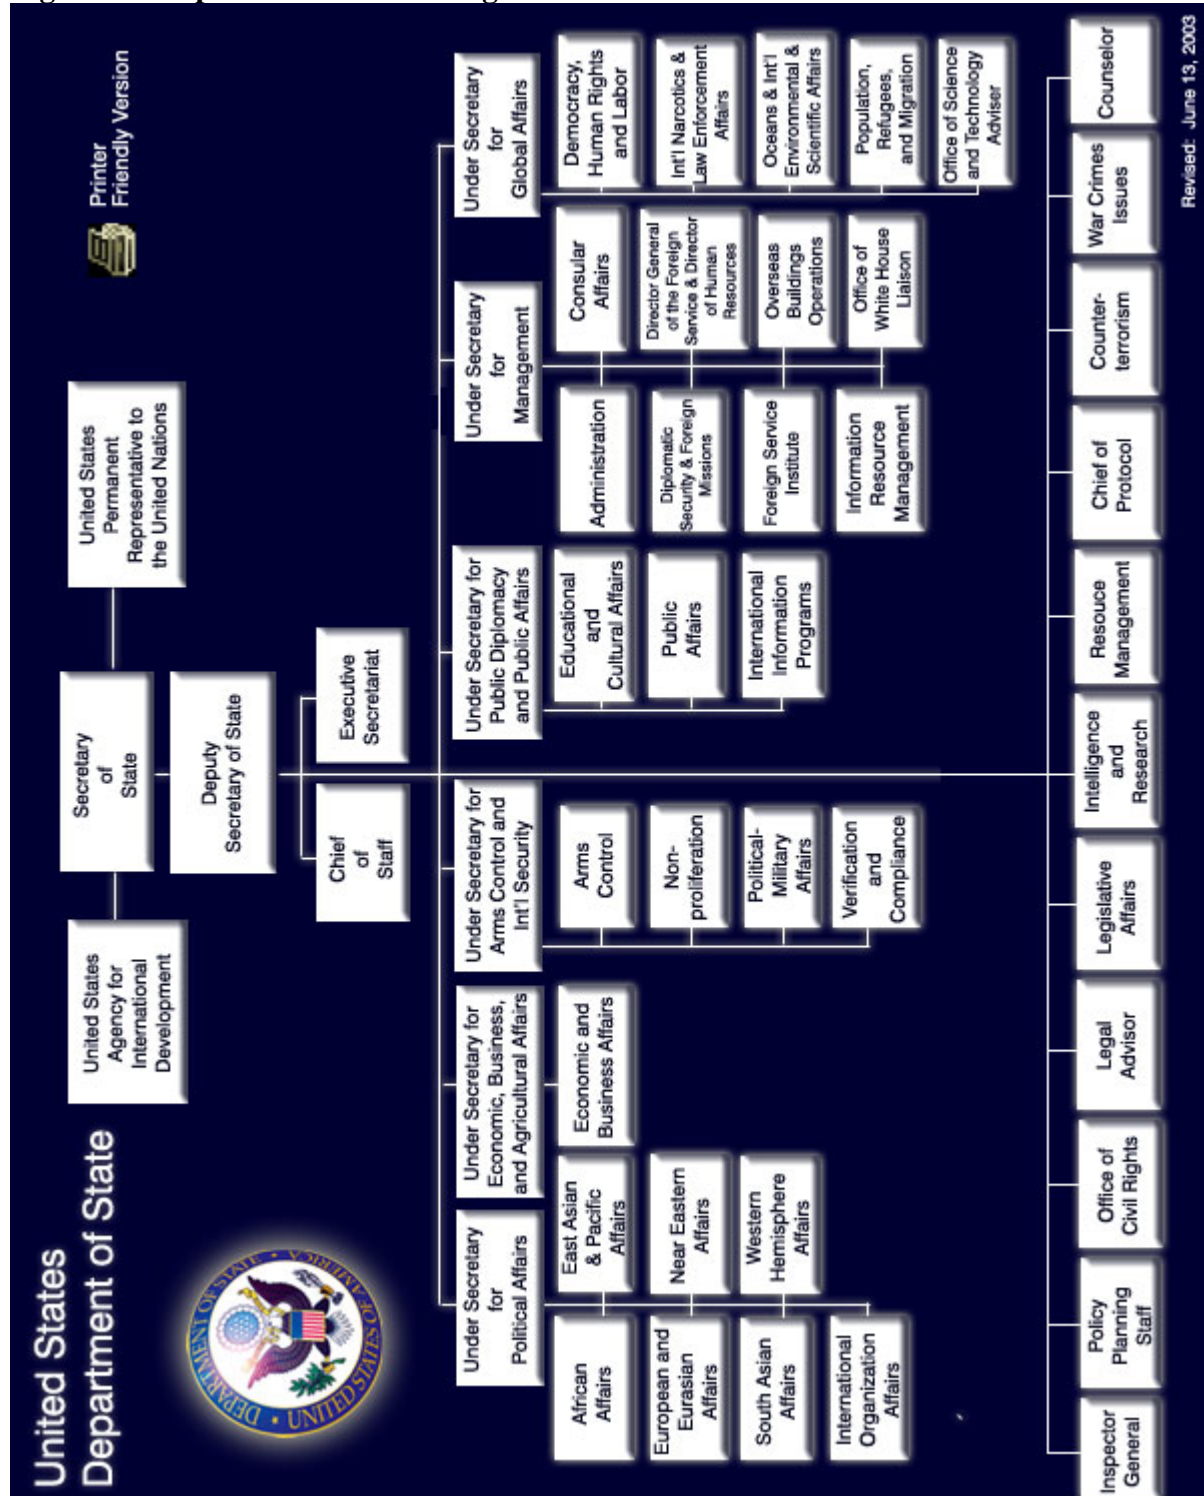 United States
Department of State
Printer
Friendly Version
DEPARTMENT OF STATE
UNITED STATES OF AMERICA
Secretary
of
State
United States
Agency for
International
Development
United States
Permanent
Representative to
the United Nations
Deputy
Secretary of State
Chief
of
Staff
Executive
Secretariat
Under Secretary
for
Political Affairs
African
Affairs
East Asian
& Pacific
Affairs
European and
Eurasian
Affairs
Near Eastern
Affairs
South Asian
Affairs
Western
Hemisphere
Affairs
International
Organization
Affairs
Under Secretary for
Economic, Business,
and Agricultural Affairs
Economic and
Business Affairs
Under Secretary for
Arms Control and
Int'l Security
Arms
Control
Non-
proliferation
Political-
Military
Affairs
Verification
and
Compliance
Under Secretary for
Public Diplomacy
and Public Affairs
Educational
and
Cultural Affairs
Public
Affairs
International
Information
Programs
Under Secretary
for
Management
Administration
Consular
Affairs
Diplomatic
Security & Foreign
Missions
Director General
of the Foreign
Service & Director
of Human
Resources
Foreign Service
Institute
Overseas
Buildings
Operations
Information
Resource
Management
Office of
White House
Liaison
Under Secretary
for
Global Affairs
Democracy,
Human Rights
and Labor
Int'l Narcotics &
Law Enforcement
Affairs
Oceans & Int'l
Environmental &
Scientific Affairs
Population,
Refugees,
and Migration
Office of Science
and Technology
Adviser
Inspector
General
Policy
Planning
Staff
Office of
Civil Rights
Legal
Advisor
Legislative
Affairs
Intelligence
and
Research
Resouce
Management
Chief of
Protocol
Counter-
terrorism
War Crimes
Issues
Counselor
Revised: June 13, 2003